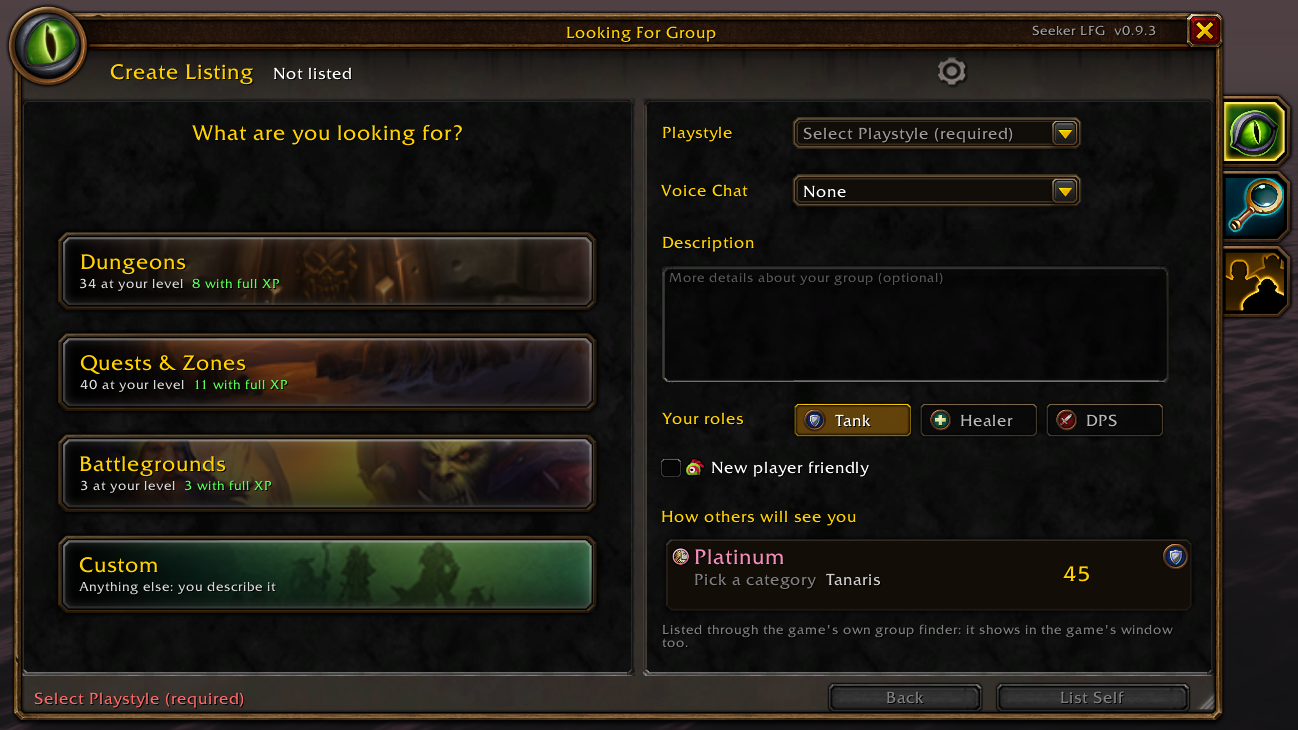 Looking For Group
Seeker LFG v0.9.3
Create Listing Not listed
What are you looking for?
Dungeons
34 at your level 8 with full XP
Quests & Zones
40 at your level 11 with full XP
Battlegrounds
3 at your level 3 with full XP
Custom
Anything else: you describe it
Playstyle Select Playstyle (required)
Voice Chat None
Description
More details about your group (optional)
Your roles Tank Healer DPS
New player friendly
How others will see you
Platinum
Pick a category Tanaris
45
Listed through the game's own group finder: it shows in the game's window
too.
Select Playstyle (required)
Back List Self